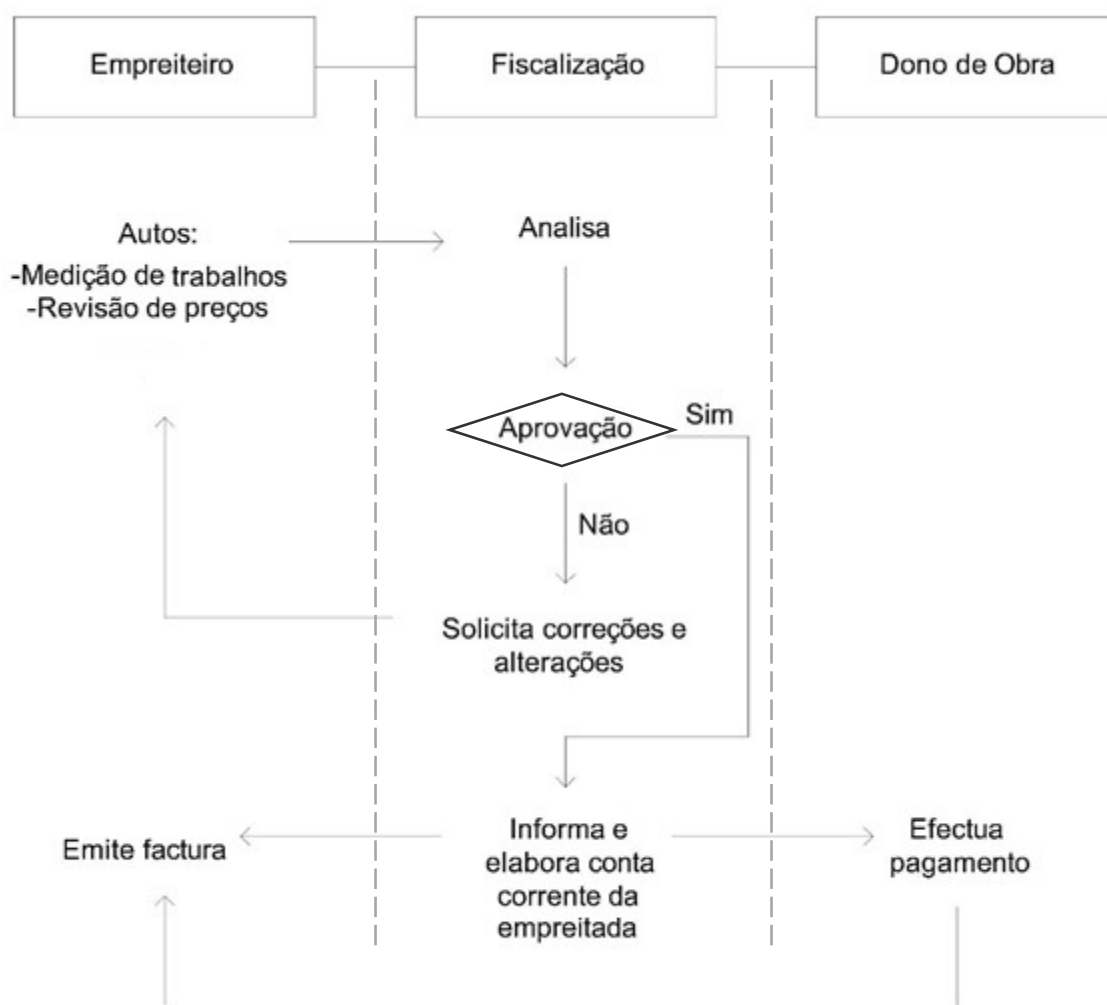 Empreiteiro
Fiscalização
Dono de Obra
Autos:
-Medição de trabalhos
-Revisão de preços
Analisa
Aprovação
Sim
Não
Solicita correções e
alterações
Emite factura
Informa e
elabora conta
corrente da
empreitada
Efectua
pagamento